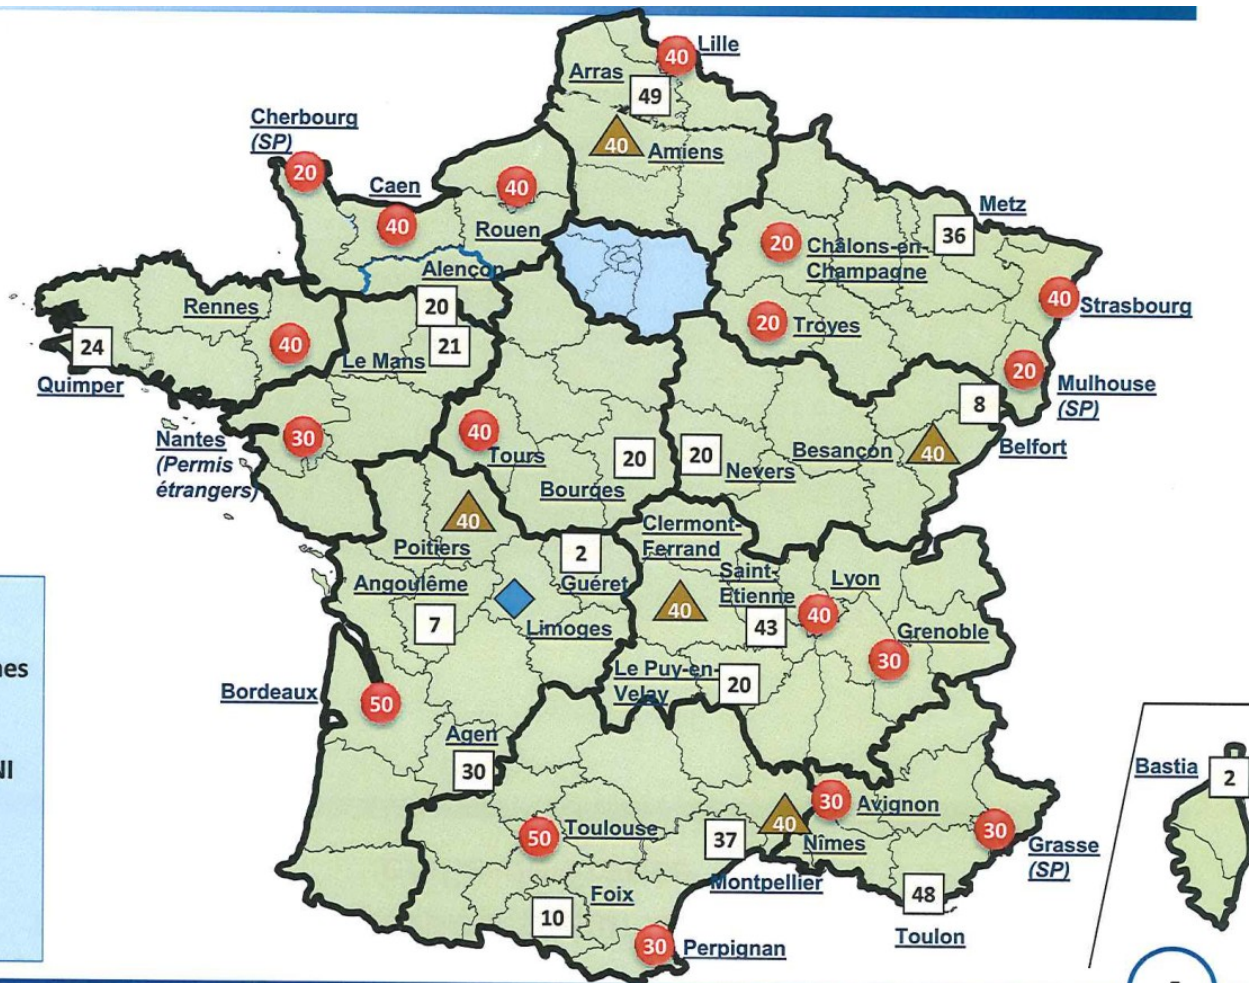 40
Lille
Arras
49
40
Amiens
Cherbourg
(SP)
20
Caen
40
40
Rouen
Metz
36
20
Châlons-en-
Champagne
Alençon
20
40
Strasbourg
Rennes
40
Le Mans
21
24
Quimper
20
Troyes
20
Mulhouse
(SP)
8
Belfort
Nantes
(Permis
étrangers)
30
40
Tours
Bourges
20
20
Nevers
Besançon
40
40
Poitiers
2
Guéret
Clermont-
Ferrand
40
Saint-
Etienne
43
Lyon
40
Angoulême
7
Limoges
Grenoble
30
Le Puy-en-
Velay
20
Bordeaux
50
Agen
30
nes
NI
50
Toulouse
37
Montpellier
40
Nîmes
30
Avignon
30
Grasse
(SP)
Bastia
2
48
Toulon
Foix
10
30
Perpignan